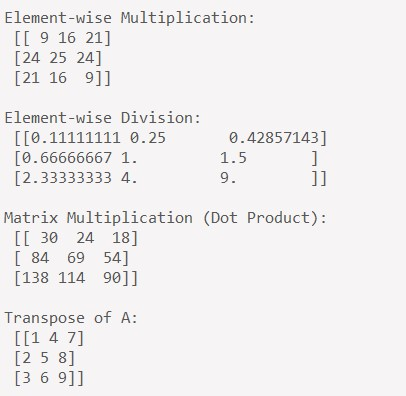 Element-wise Multiplication:
[[ 9 16 21]
[24 25 24]
[21 16  9]]
Element-wise Division:
[[0.11111111 0.25       0.42857143]
[0.66666667 1.         1.5       ]
[2.33333333 4.         9.        ]]
Matrix Multiplication (Dot Product):
[[ 30  24  18]
[ 84  69  54]
[138 114  90]]
Transpose of A:
[[1 4 7]
[2 5 8]
[3 6 9]]